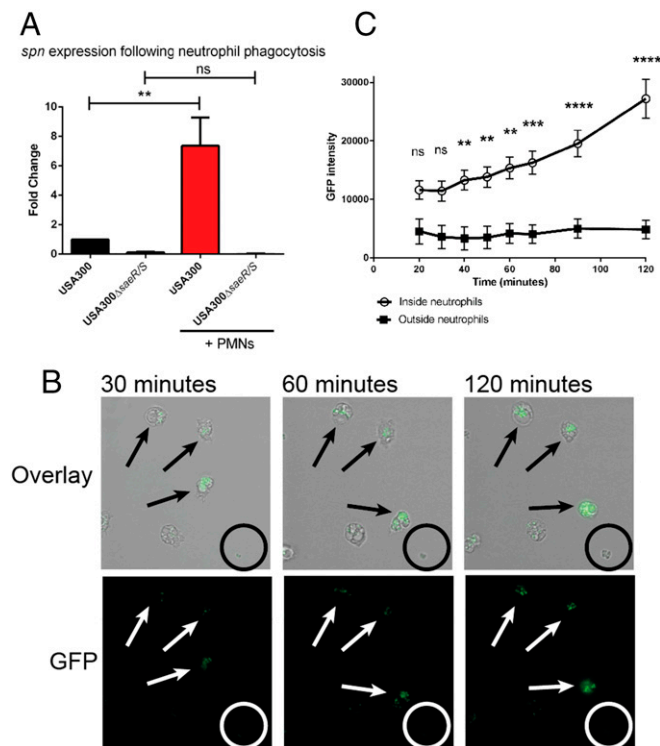 A
spn expression following neutrophil phagocytosis
ns
**
Fold Change
10
8
6
4
2
0
USA300
USA300ΔsaeR/S
USA300
USA300ΔsaeR/S
+ PMNs
C
GFP intensity
30000
20000
10000
0
ns ns ** ** ** *** **** ****
0 20 40 60 80 100 120
Time (minutes)
Inside neutrophils
Outside neutrophils
B
30 minutes 60 minutes 120 minutes
Overlay
GFP